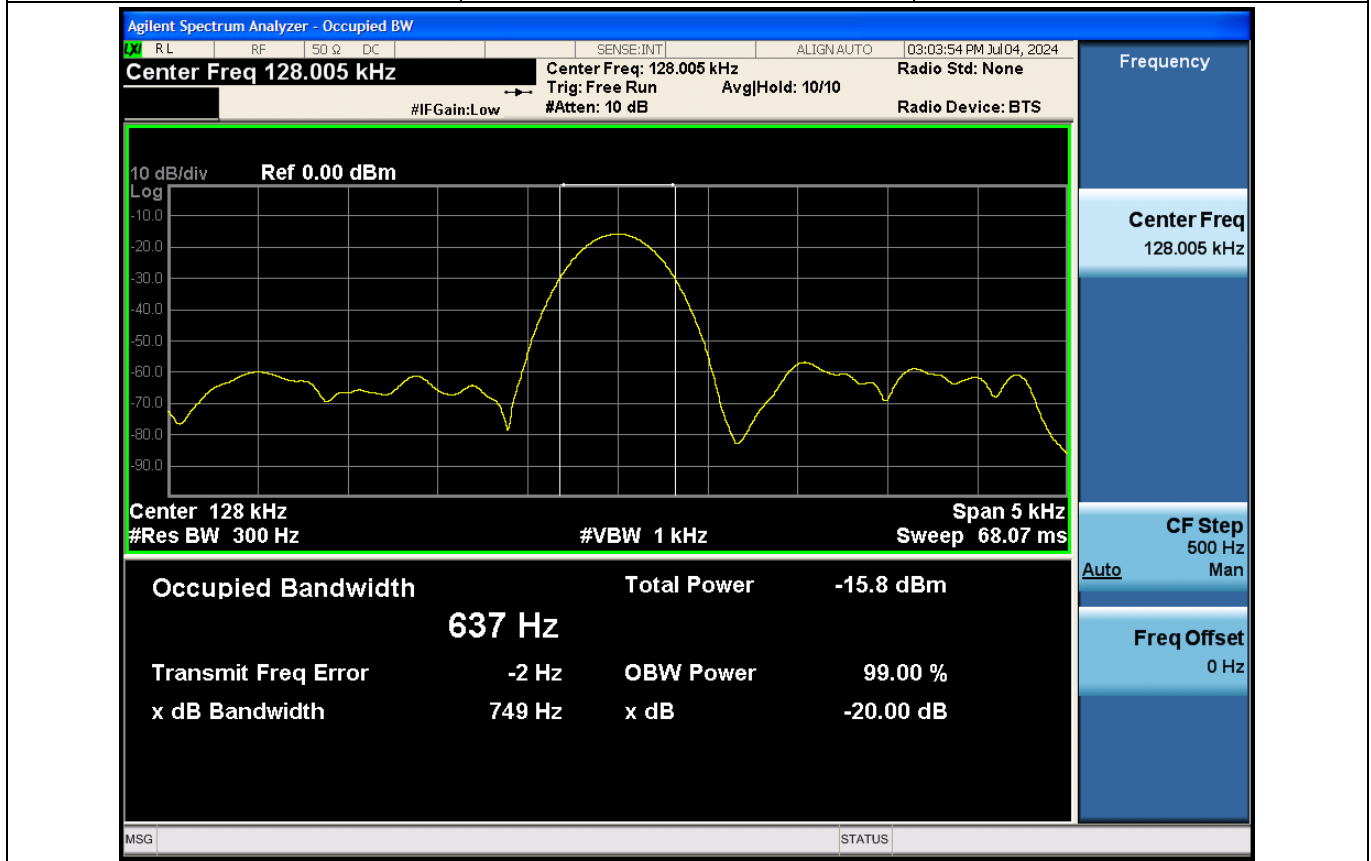 Agilent Spectrum Analyzer - Occupied BW
LXI RL RF 50 Ω DC SENSE:INT ALIGN AUTO 03:03:54 PM Jul 04, 2024
Center Freq 128.005 kHz
Center Freq: 128.005 kHz Radio Std: None
Trig: Free Run Avg|Hold: 10/10
#IFGain:Low #Atten: 10 dB Radio Device: BTS
10 dB/div Ref 0.00 dBm
Log
-10.0
-20.0
-30.0
-40.0
-50.0
-60.0
-70.0
-80.0
-90.0
Center 128 kHz Span 5 kHz
#Res BW 300 Hz #VBW 1 kHz Sweep 68.07 ms
Occupied Bandwidth Total Power -15.8 dBm
637 Hz
Transmit Freq Error -2 Hz OBW Power 99.00 %
x dB Bandwidth 749 Hz x dB -20.00 dB
MSG STATUS
Frequency
Center Freq
128.005 kHz
CF Step
500 Hz
Auto Man
Freq Offset
0 Hz